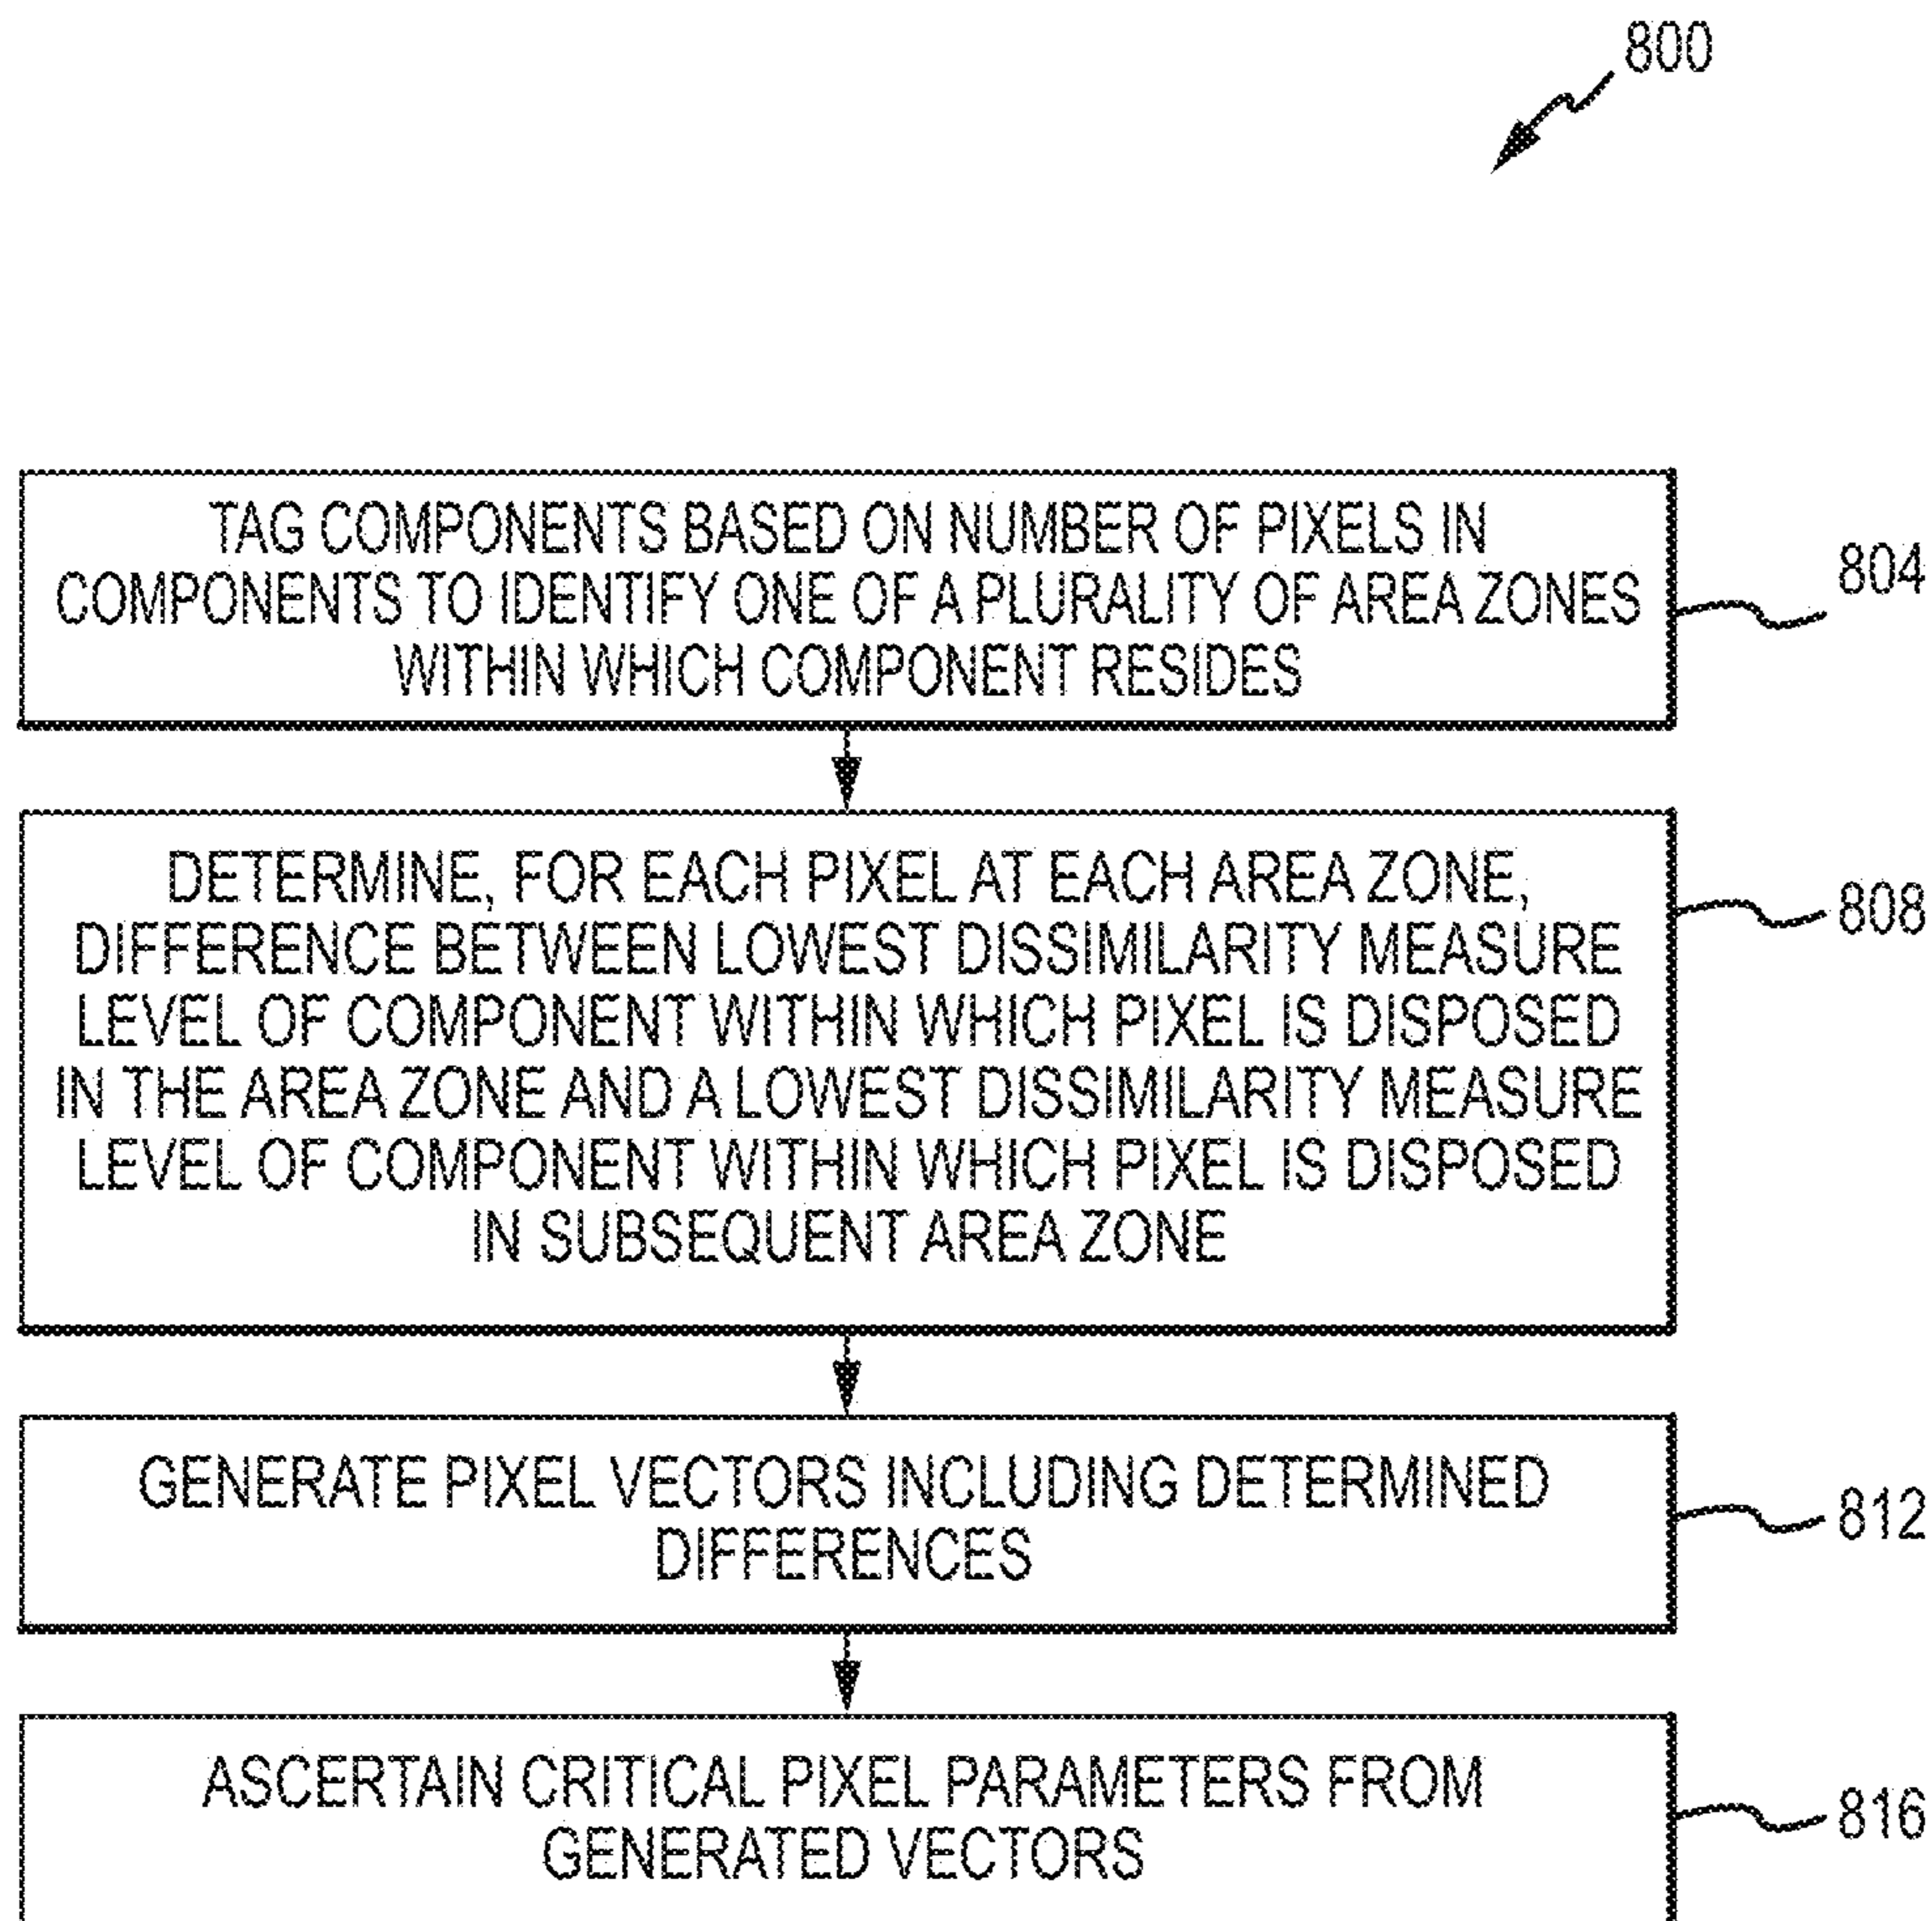 800
TAG COMPONENTS BASED ON NUMBER OF PIXELS IN
COMPONENTS TO IDENTIFY ONE OF A PLURALITY OF AREA ZONES
WITHIN WHICH COMPONENT RESIDES
804
DETERMINE, FOR EACH PIXEL AT EACH AREA ZONE,
DIFFERENCE BETWEEN LOWEST DISSIMILARITY MEASURE
LEVEL OF COMPONENT WITHIN WHICH PIXEL IS DISPOSED
IN THE AREA ZONE AND A LOWEST DISSIMILARITY MEASURE
LEVEL OF COMPONENT WITHIN WHICH PIXEL IS DISPOSED
IN SUBSEQUENT AREA ZONE
808
GENERATE PIXEL VECTORS INCLUDING DETERMINED
DIFFERENCES
812
ASCERTAIN CRITICAL PIXEL PARAMETERS FROM
GENERATED VECTORS
816